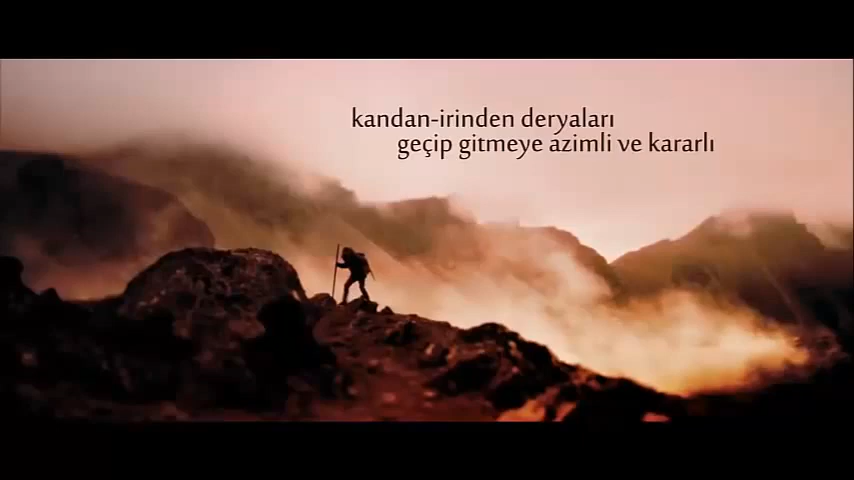 kandan-irinden deryaları
geçip gitmeye azimli ve kararlı